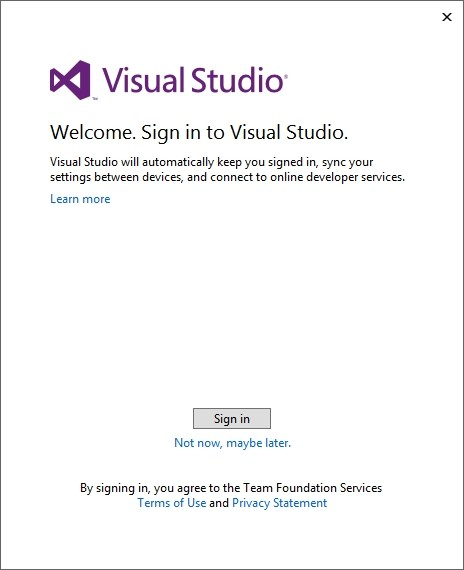 Visual Studio®
™
Welcome. Sign in to Visual Studio.
Visual Studio will automatically keep you signed in, sync your
settings between devices, and connect to online developer services.
Learn more
Sign in
Not now, maybe later.
By signing in, you agree to the Team Foundation Services
Terms of Use and Privacy Statement